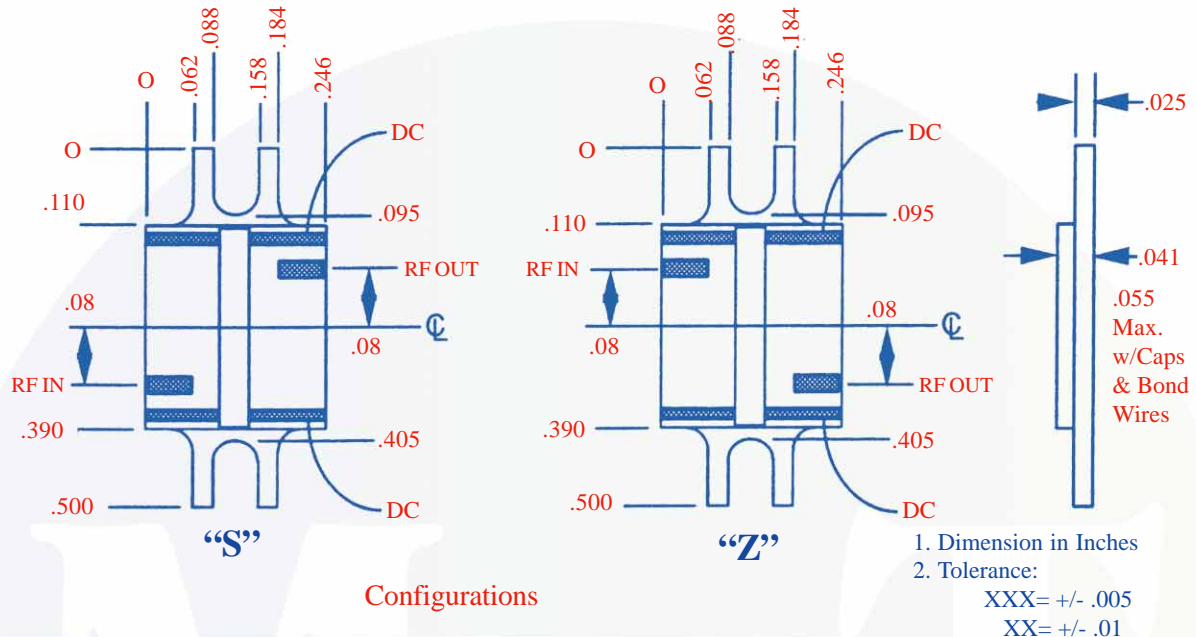 O
.062
.088
.158
.184
.246
O
.110
DC
.095
RF OUT
.08
℄
.08
RF IN
.390
.405
.500
DC
“S”
O
.062
.088
.158
.184
.246
O
.110
DC
.095
RF IN
.08
℄
.08
RF OUT
.390
.405
.500
DC
“Z”
.025
.041
.055
Max.
w/Caps
& Bond
Wires
Configurations
1. Dimension in Inches
2. Tolerance:
XXX= +/- .005
XX= +/- .01